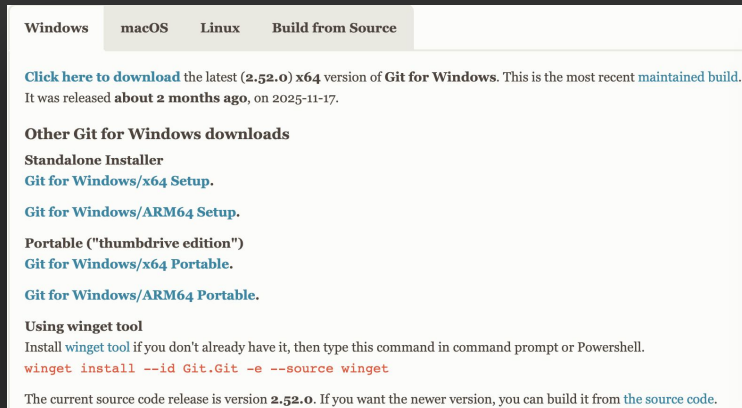 Windows macOS Linux Build from Source
Click here to download the latest (2.52.0) x64 version of Git for Windows. This is the most recent maintained build.
It was released about 2 months ago, on 2025-11-17.
Other Git for Windows downloads
Standalone Installer
Git for Windows/x64 Setup.
Git for Windows/ARM64 Setup.
Portable ("thumbdrive edition")
Git for Windows/x64 Portable.
Git for Windows/ARM64 Portable.
Using winget tool
Install winget tool if you don't already have it, then type this command in command prompt or Powershell.
winget install --id Git.Git -e --source winget
The current source code release is version 2.52.0. If you want the newer version, you can build it from the source code.